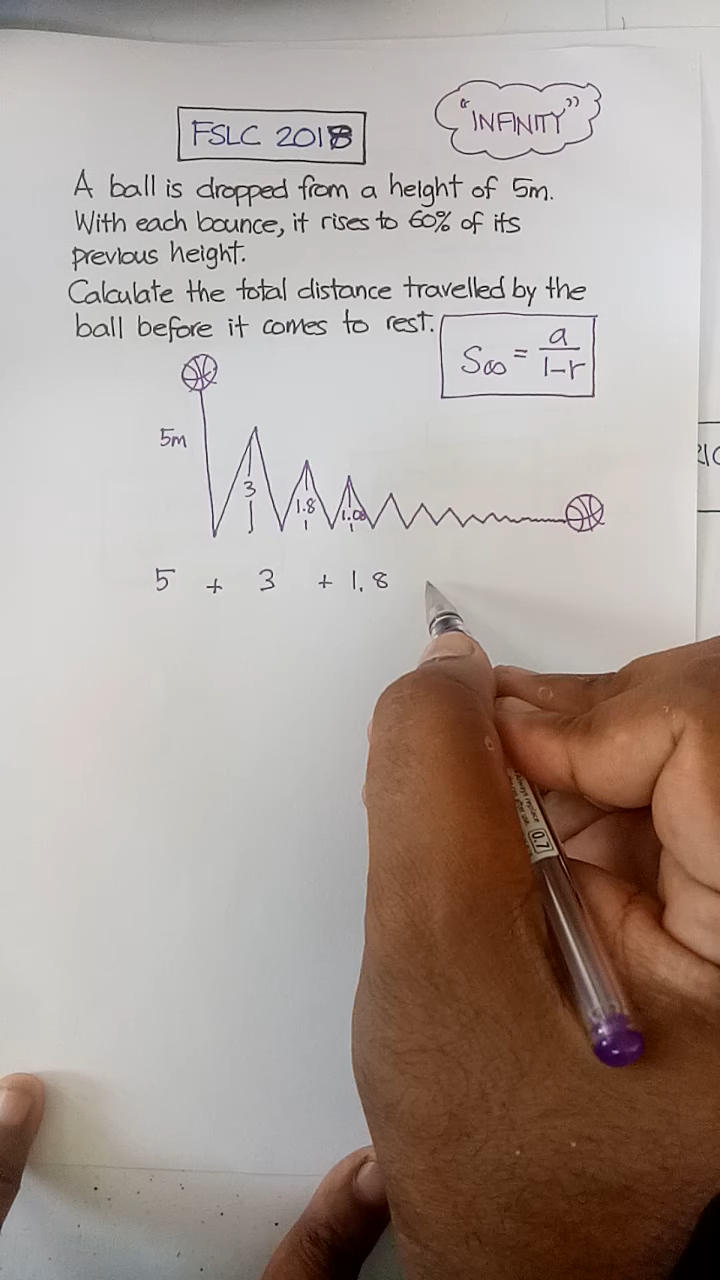 FSLC 2018
"INFINITY"
A ball is dropped from a height of 5m.
With each bounce, it rises to 60% of its
previous height.
Calculate the total distance travelled by the
ball before it comes to rest.
S∞ = a/1-r
5m
3
1.8
1.08
5 + 3 + 1.8
0.7